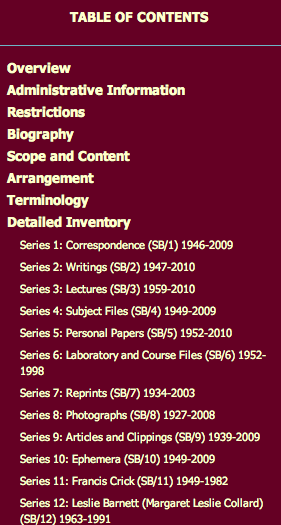 TABLE OF CONTENTS
Overview
Administrative Information
Restrictions
Biography
Scope and Content
Arrangement
Terminology
Detailed Inventory
Series 1: Correspondence (SB/1) 1946-2009
Series 2: Writings (SB/2) 1947-2010
Series 3: Lectures (SB/3) 1959-2010
Series 4: Subject Files (SB/4) 1949-2009
Series 5: Personal Papers (SB/5) 1952-2010
Series 6: Laboratory and Course Files (SB/6) 1952-
1998
Series 7: Reprints (SB/7) 1934-2003
Series 8: Photographs (SB/8) 1927-2008
Series 9: Articles and Clippings (SB/9) 1939-2009
Series 10: Ephemera (SB/10) 1949-2009
Series 11: Francis Crick (SB/11) 1949-1982
Series 12: Leslie Barnett (Margaret Leslie Collard)
(SB/12) 1963-1991